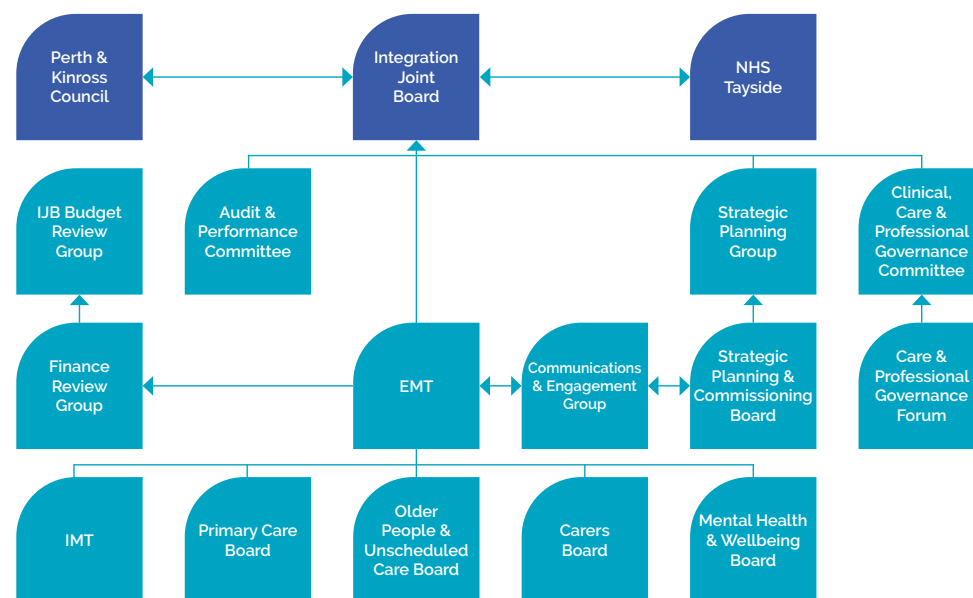 Perth &
Kinross
Council
Integration
Joint
Board
NHS
Tayside
IJB Budget
Review
Group
Audit &
Performance
Committee
Strategic
Planning
Group
Clinical,
Care &
Professional
Governance
Committee
Finance
Review
Group
EMT
Communications
& Engagement
Group
Strategic
Planning &
Commissioning
Board
Care &
Professional
Governance
Forum
IMT
Primary Care
Board
Older
People &
Unscheduled
Care Board
Carers
Board
Mental Health
& Wellbeing
Board